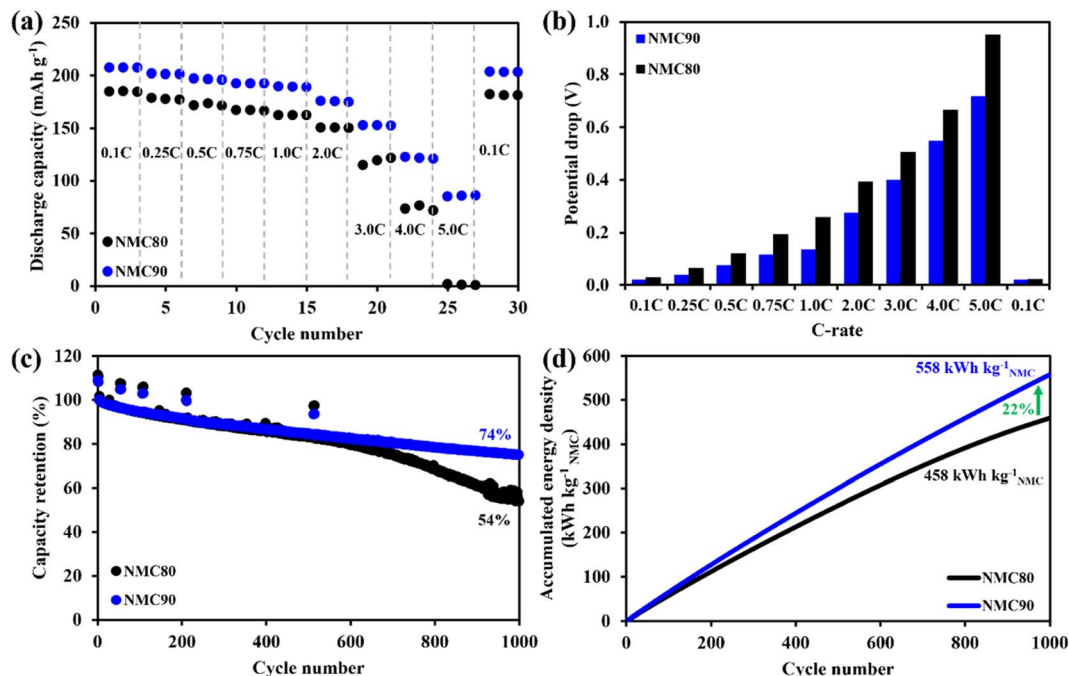 (a)
Discharge capacity (mAh g⁻¹)
250
200
150
100
50
0
0.1C 0.25C 0.5C 0.75C 1.0C 2.0C 0.1C
3.0C 4.0C 5.0C
NMC80
NMC90
0 5 10 15 20 25 30
Cycle number
(b)
Potential drop (V)
1.0
0.8
0.6
0.4
0.2
0.0
NMC90
NMC80
0.1C 0.25C 0.5C 0.75C 1.0C 2.0C 3.0C 4.0C 5.0C 0.1C
C-rate
(c)
Capacity retention (%)
120
100
80
60
40
20
0
74%
54%
NMC80
NMC90
0 200 400 600 800 1000
Cycle number
(d)
Accumulated energy density
(kWh kg⁻¹NMC)
600
500
400
300
200
100
0
558 kWh kg⁻¹NMC
22%
458 kWh kg⁻¹NMC
NMC80
NMC90
0 200 400 600 800 1000
Cycle number